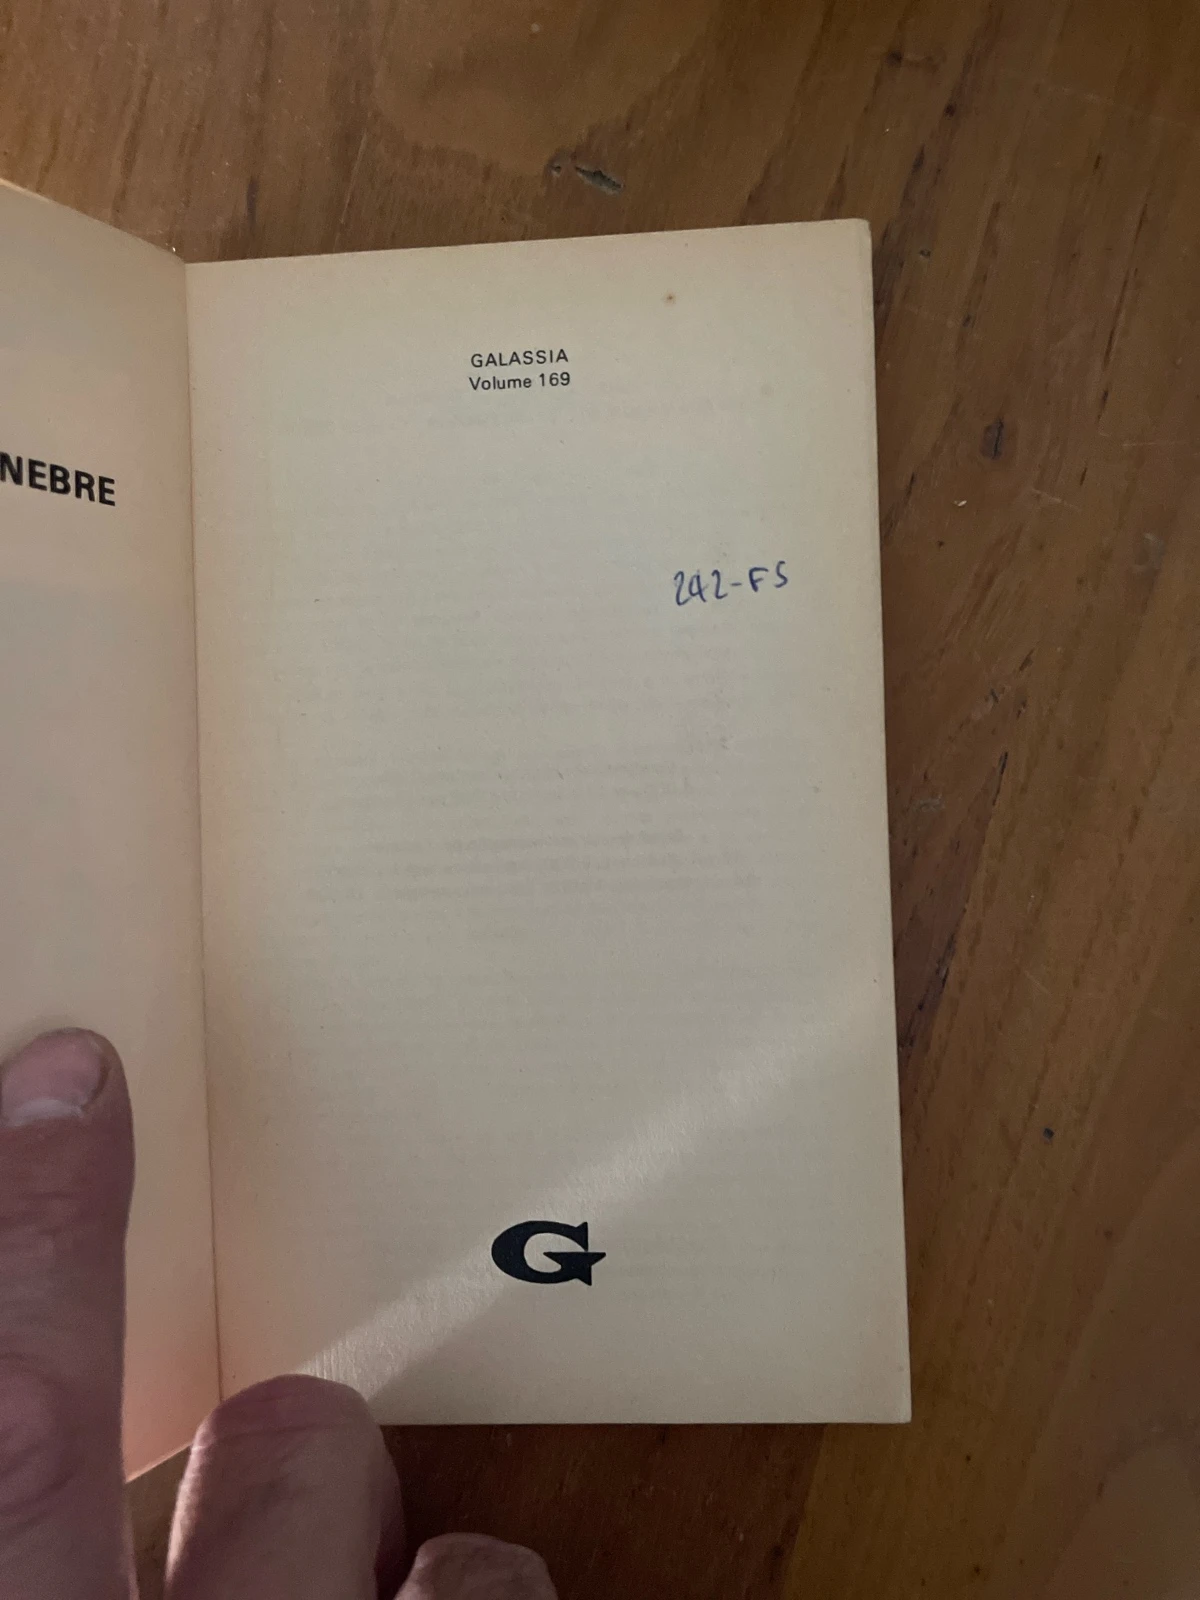 NEBRE
GALASSIA
Volume 169
242-FS
G